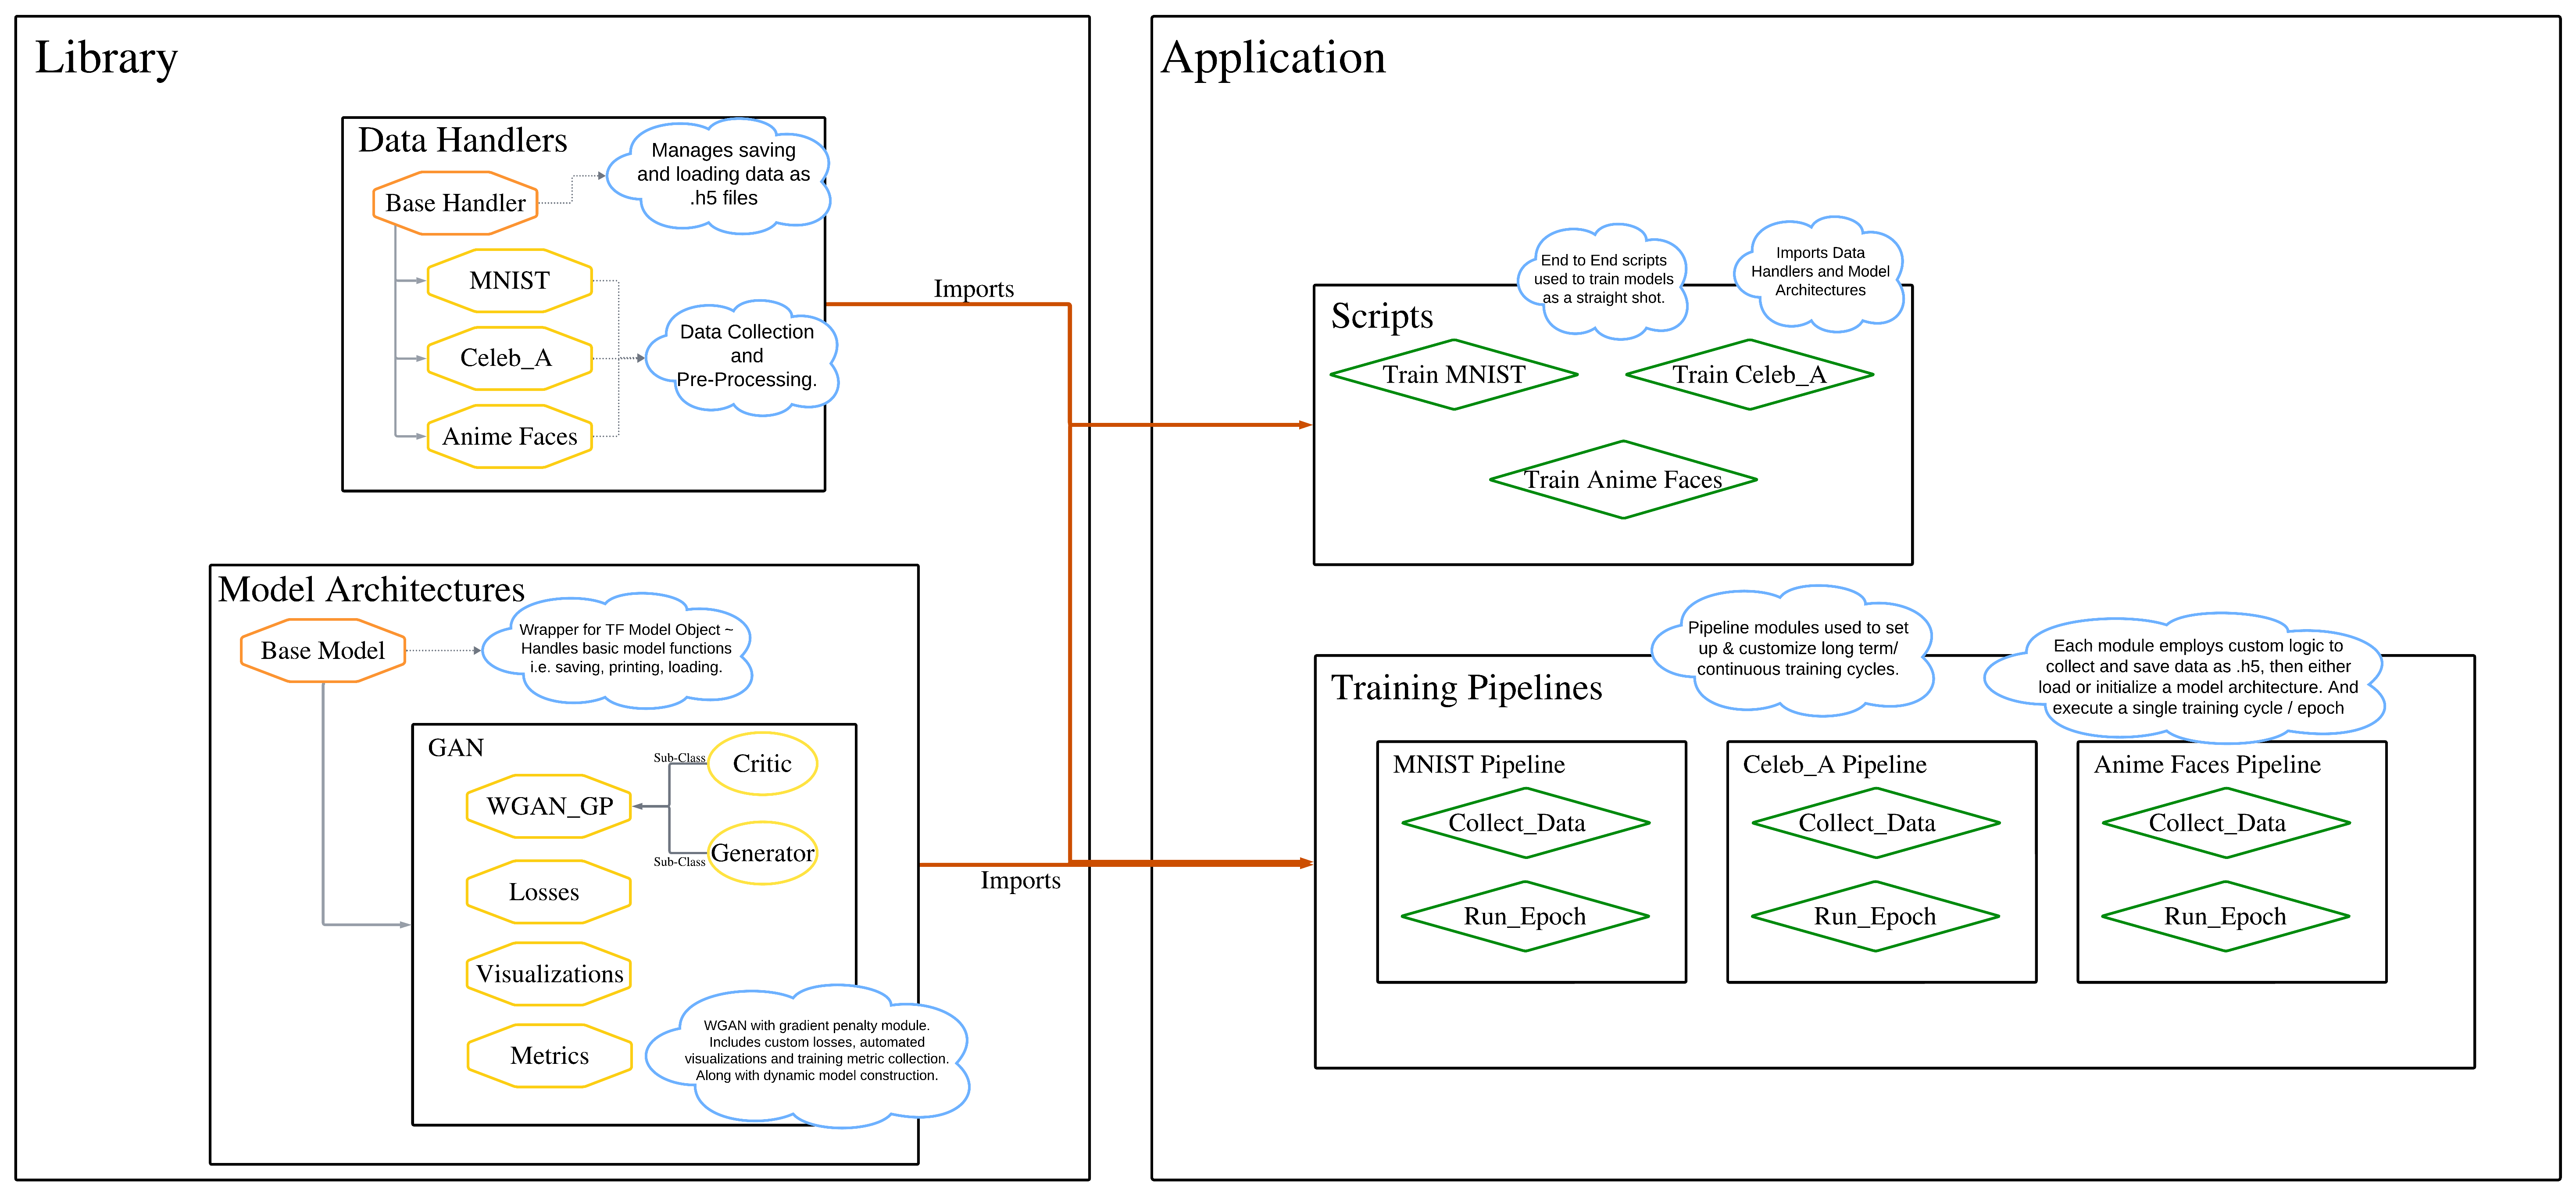 Library
Data Handlers
Base Handler
Manages saving
and loading data as
.h5 files
MNIST
Celeb_A
Anime Faces
Data Collection
and
Pre-Processing.
Imports
Model Architectures
Base Model
Wrapper for TF Model Object ~
Handles basic model functions
i.e. saving, printing, loading.
GAN
WGAN_GP
Sub-Class
Critic
Sub-Class
Generator
Losses
Visualizations
Metrics
WGAN with gradient penalty module.
Includes custom losses, automated
visualizations and training metric collection.
Along with dynamic model construction.
Imports
Application
Scripts
End to End scripts
used to train models
as a straight shot.
Imports Data
Handlers and Model
Architectures
Train MNIST
Train Celeb_A
Train Anime Faces
Training Pipelines
Pipeline modules used to set
up & customize long term/
continuous training cycles.
Each module employs custom logic to
collect and save data as .h5, then either
load or initialize a model architecture. And
execute a single training cycle / epoch
MNIST Pipeline
Collect_Data
Run_Epoch
Celeb_A Pipeline
Collect_Data
Run_Epoch
Anime Faces Pipeline
Collect_Data
Run_Epoch